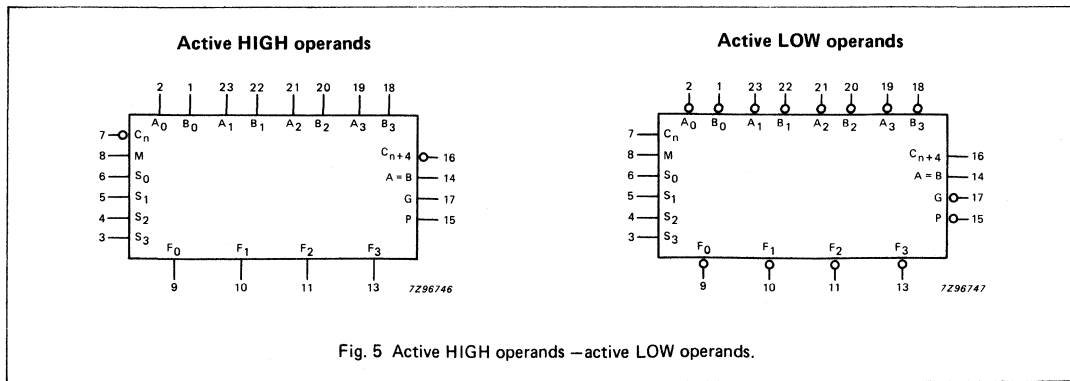 Active HIGH operands
Active LOW operands
2 1 23 22 21 20 19 18
A0 B0 A1 B1 A2 B2 A3 B3
7 Cn
8 M
6 S0
5 S1
4 S2
3 S3
Cn+4 16
A = B 14
G 17
P 15
F0 F1 F2 F3
9 10 11 13
7Z96746
2 1 23 22 21 20 19 18
A0 B0 A1 B1 A2 B2 A3 B3
7 Cn
8 M
6 S0
5 S1
4 S2
3 S3
Cn+4 16
A = B 14
G 17
P 15
F0 F1 F2 F3
9 10 11 13
7Z96747
Fig. 5 Active HIGH operands —active LOW operands.